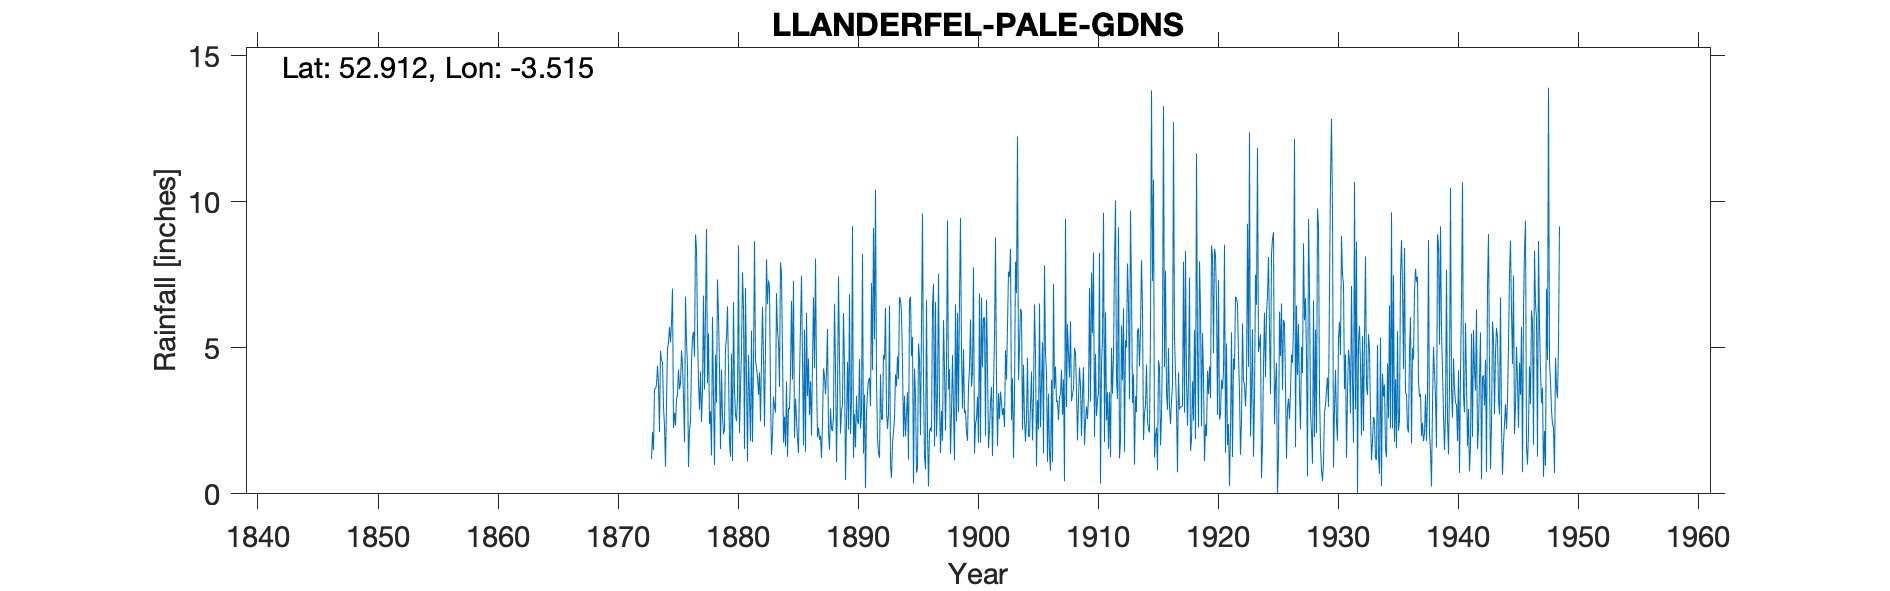 LLANDERFEL-PALE-GDNS
Lat: 52.912, Lon: -3.515
15
10
5
0
Rainfall [inches]
1840 1850 1860 1870 1880 1890 1900 1910 1920 1930 1940 1950 1960
Year